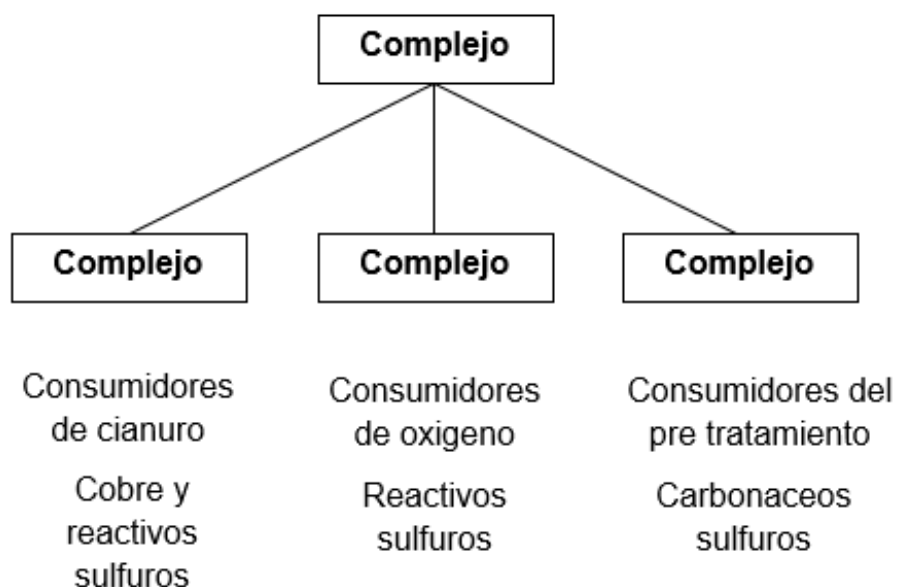 Complejo
Complejo
Complejo
Complejo
Consumidores
de cianuro
Cobre y
reactivos
sulfuros
Consumidores
de oxigeno
Reactivos
sulfuros
Consumidores del
pre tratamiento
Carbonaceos
sulfuros